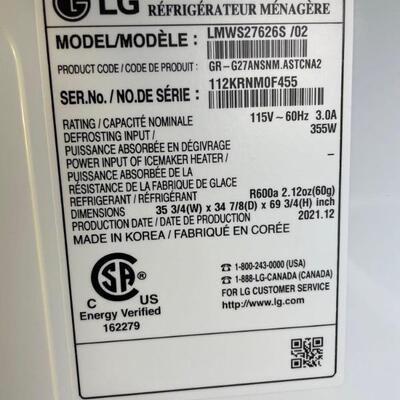 LG RÉFRIGÉRATEUR MÉNAGÈRE
MODEL/MODÈLE: LMWS27626S /02
PRODUCT CODE / CODE DE PRODUIT: GR-G27ANSNM.ASTCNA2
SER.No./ NO.DE SÉRIE: 112KRNM0F455
RATING / CAPACITÉ NOMINALE 115V~60Hz 3.0A
DEFROSTING INPUT / 355W
PUISSANCE ABSORBÉE EN DÉGIVRAGE
POWER INPUT OF ICEMAKER HEATER / –
PUISSANCE ABSORBÉE DE LA
RÉSISTANCE DE LA FABRIQUE DE GLACE
REFRIGERANT / RÉFRIGÉRANT R600a 2.12oz(60g)
DIMENSIONS 35 3/4(W) x 34 7/8(D) x 69 3/4(H) inch
PRODUCTION DATE / DATE DE PRODUCTION 2021.12
MADE IN KOREA / FABRIQUÉ EN CORÉE
CSA
C US
Energy Verified
162279
☎ 1-800-243-0000 (USA)
☎ 1-888-LG-CANADA (CANADA)
FOR LG CUSTOMER SERVICE
http://www.lg.com